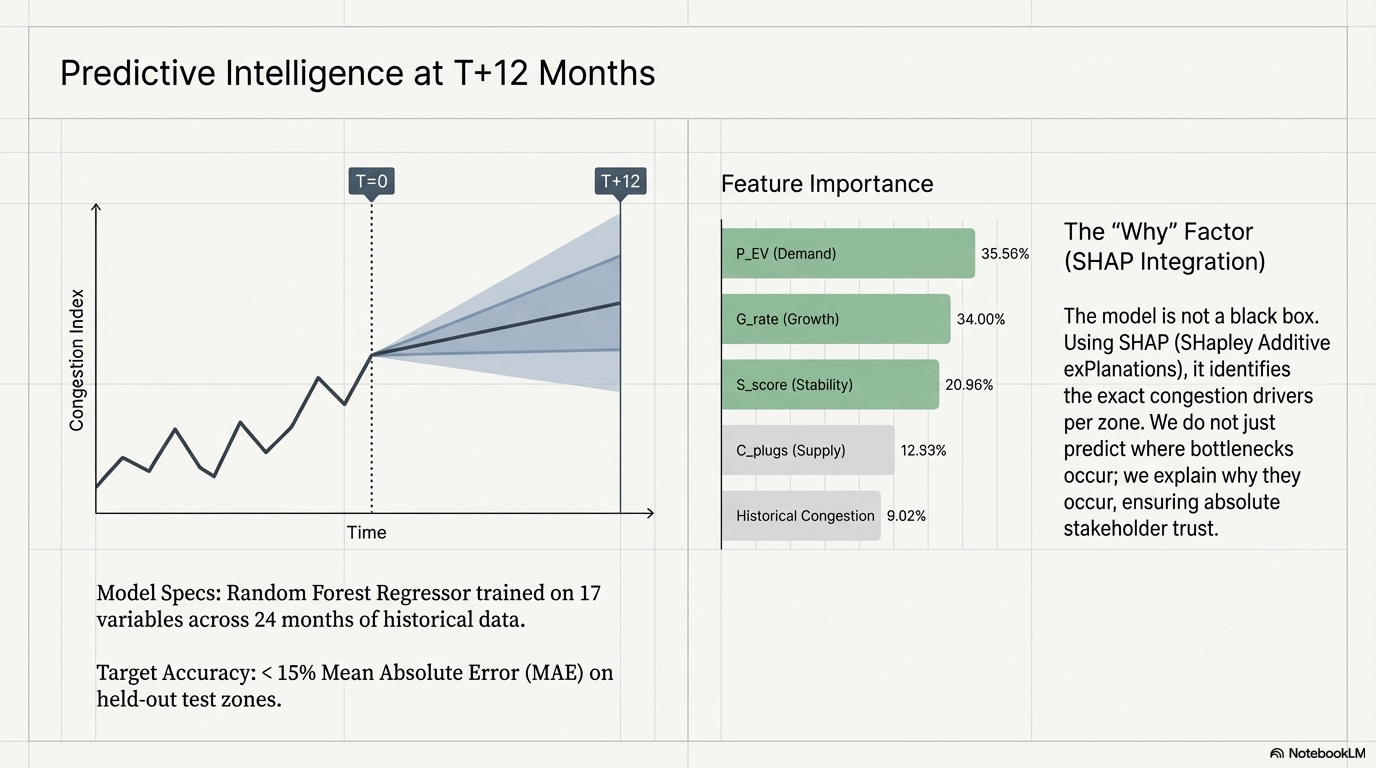 Predictive Intelligence at T+12 Months
T=0
T+12
Congestion Index
Time
Model Specs: Random Forest Regressor trained on 17
variables across 24 months of historical data.
Target Accuracy: < 15% Mean Absolute Error (MAE) on
held-out test zones.
Feature Importance
P_EV (Demand) 35.56%
G_rate (Growth) 34.00%
S_score (Stability) 20.96%
C_plugs (Supply) 12.33%
Historical Congestion 9.02%
The “Why” Factor
(SHAP Integration)
The model is not a black box.
Using SHAP (SHapley Additive
exPlanations), it identifies
the exact congestion drivers
per zone. We do not just
predict where bottlenecks
occur; we explain why they
occur, ensuring absolute
stakeholder trust.
NotebookLM